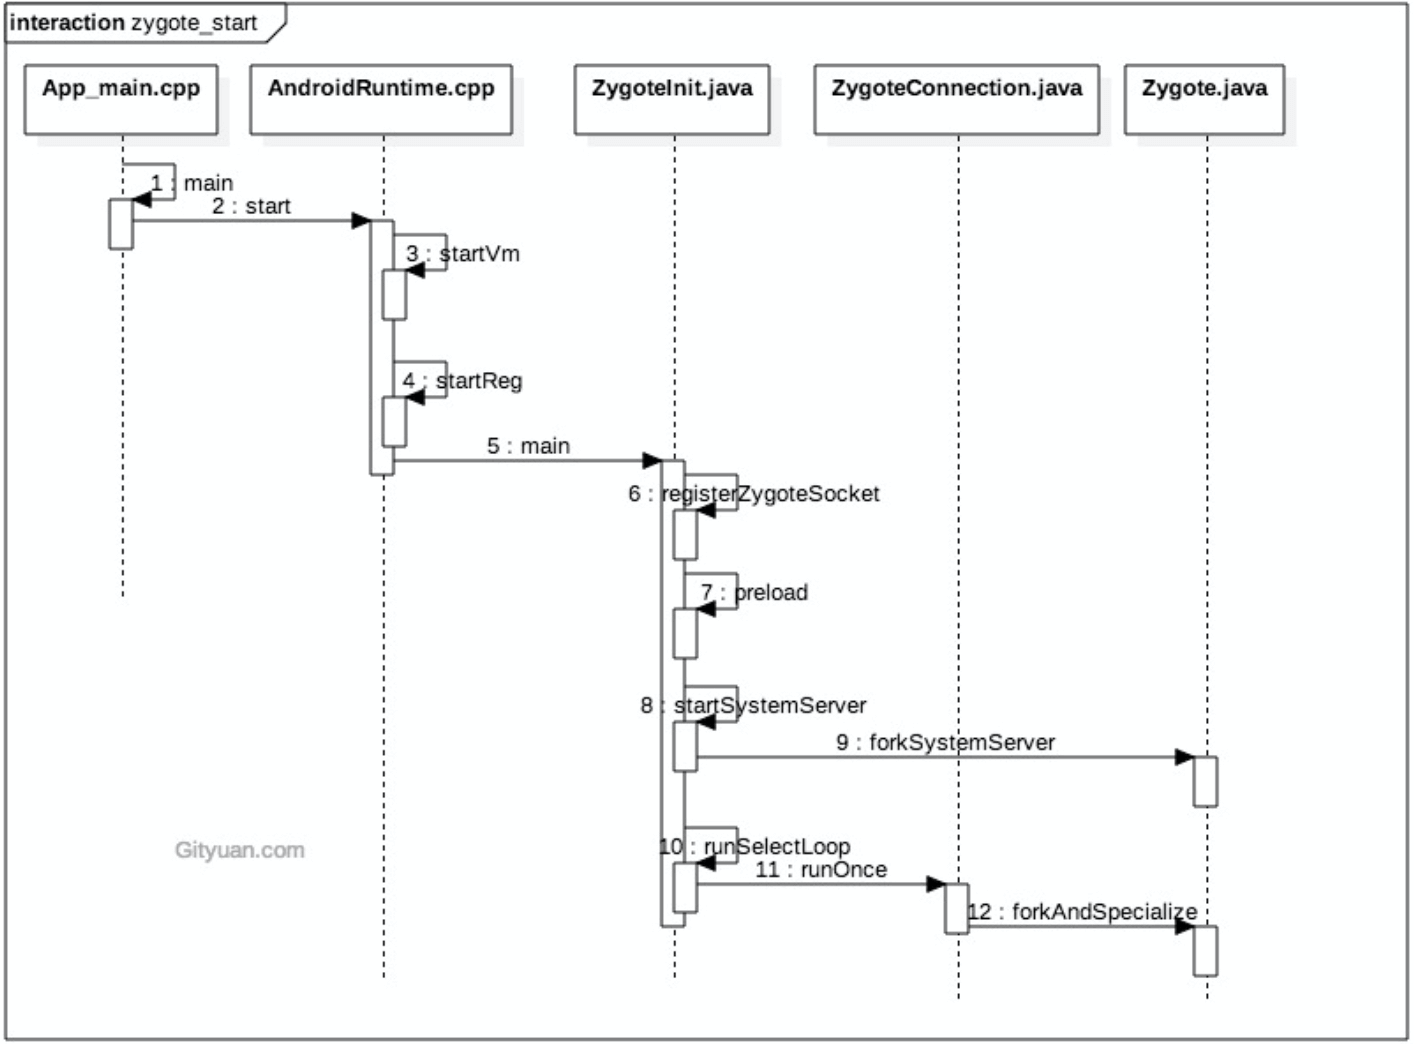 interaction zygote_start
App_main.cpp
AndroidRuntime.cpp
ZygoteInit.java
ZygoteConnection.java
Zygote.java
1 : main
2 : start
3 : startVm
4 : startReg
5 : main
6 : registerZygoteSocket
7 : preload
8 : startSystemServer
9 : forkSystemServer
10 : runSelectLoop
Gityuan.com
11 : runOnce
12 : forkAndSpecialize